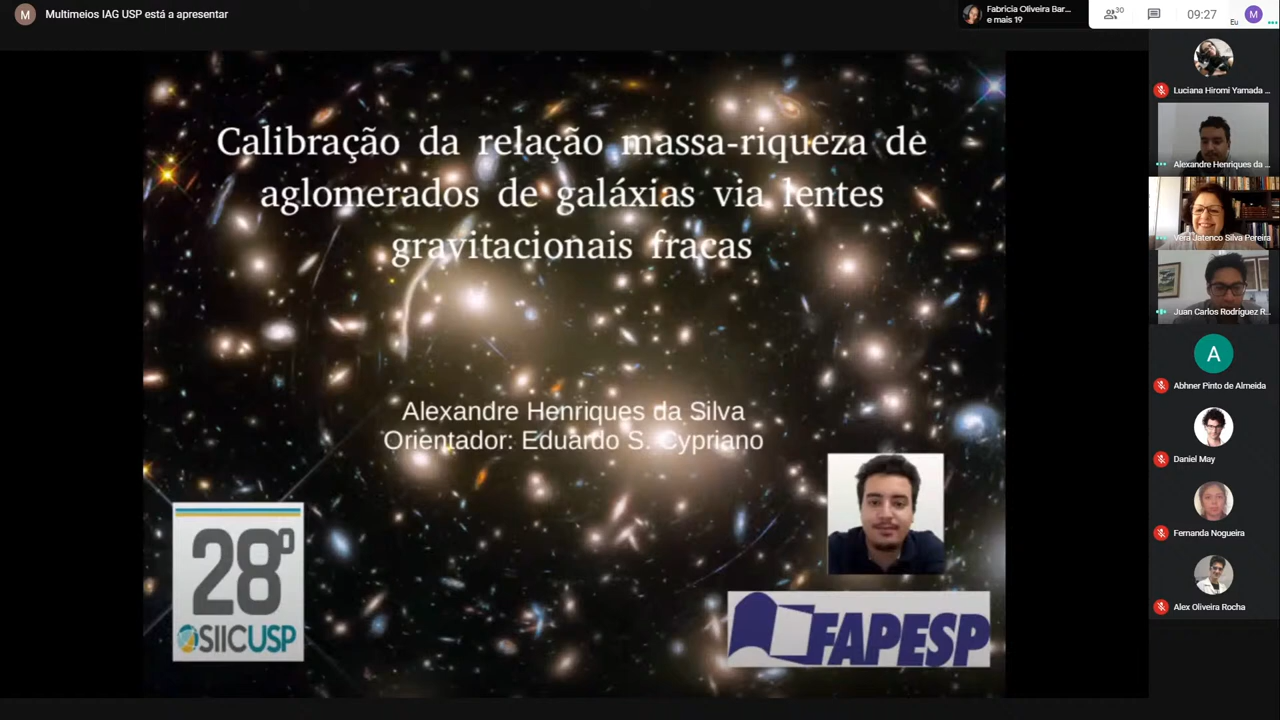 M
Multimeios IAG USP está a apresentar
Fabricia Oliveira Bar...
e mais 19
30
09:27
Eu
M
Calibração da relação massa-riqueza de
aglomerados de galáxias via lentes
gravitacionais fracas
Alexandre Henriques da Silva
Orientador: Eduardo S. Cypriano
28º
SIICUSP
FAPESP
Luciana Hiromi Yamada ...
Alexandre Henriques da ...
Vera Jatenco Silva Pereira
Juan Carlos Rodríguez R...
A
Abhner Pinto de Almeida
Daniel May
Fernanda Nogueira
Alex Oliveira Rocha